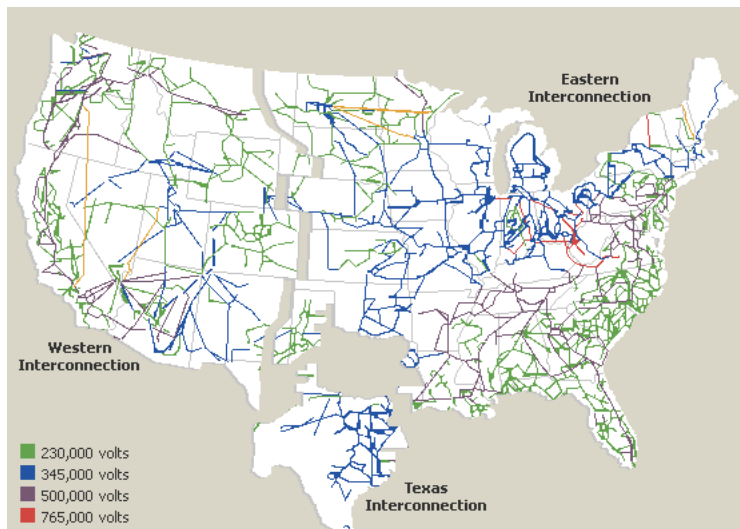 Eastern
Interconnection
Western
Interconnection
Texas
Interconnection
230,000 volts
345,000 volts
500,000 volts
765,000 volts